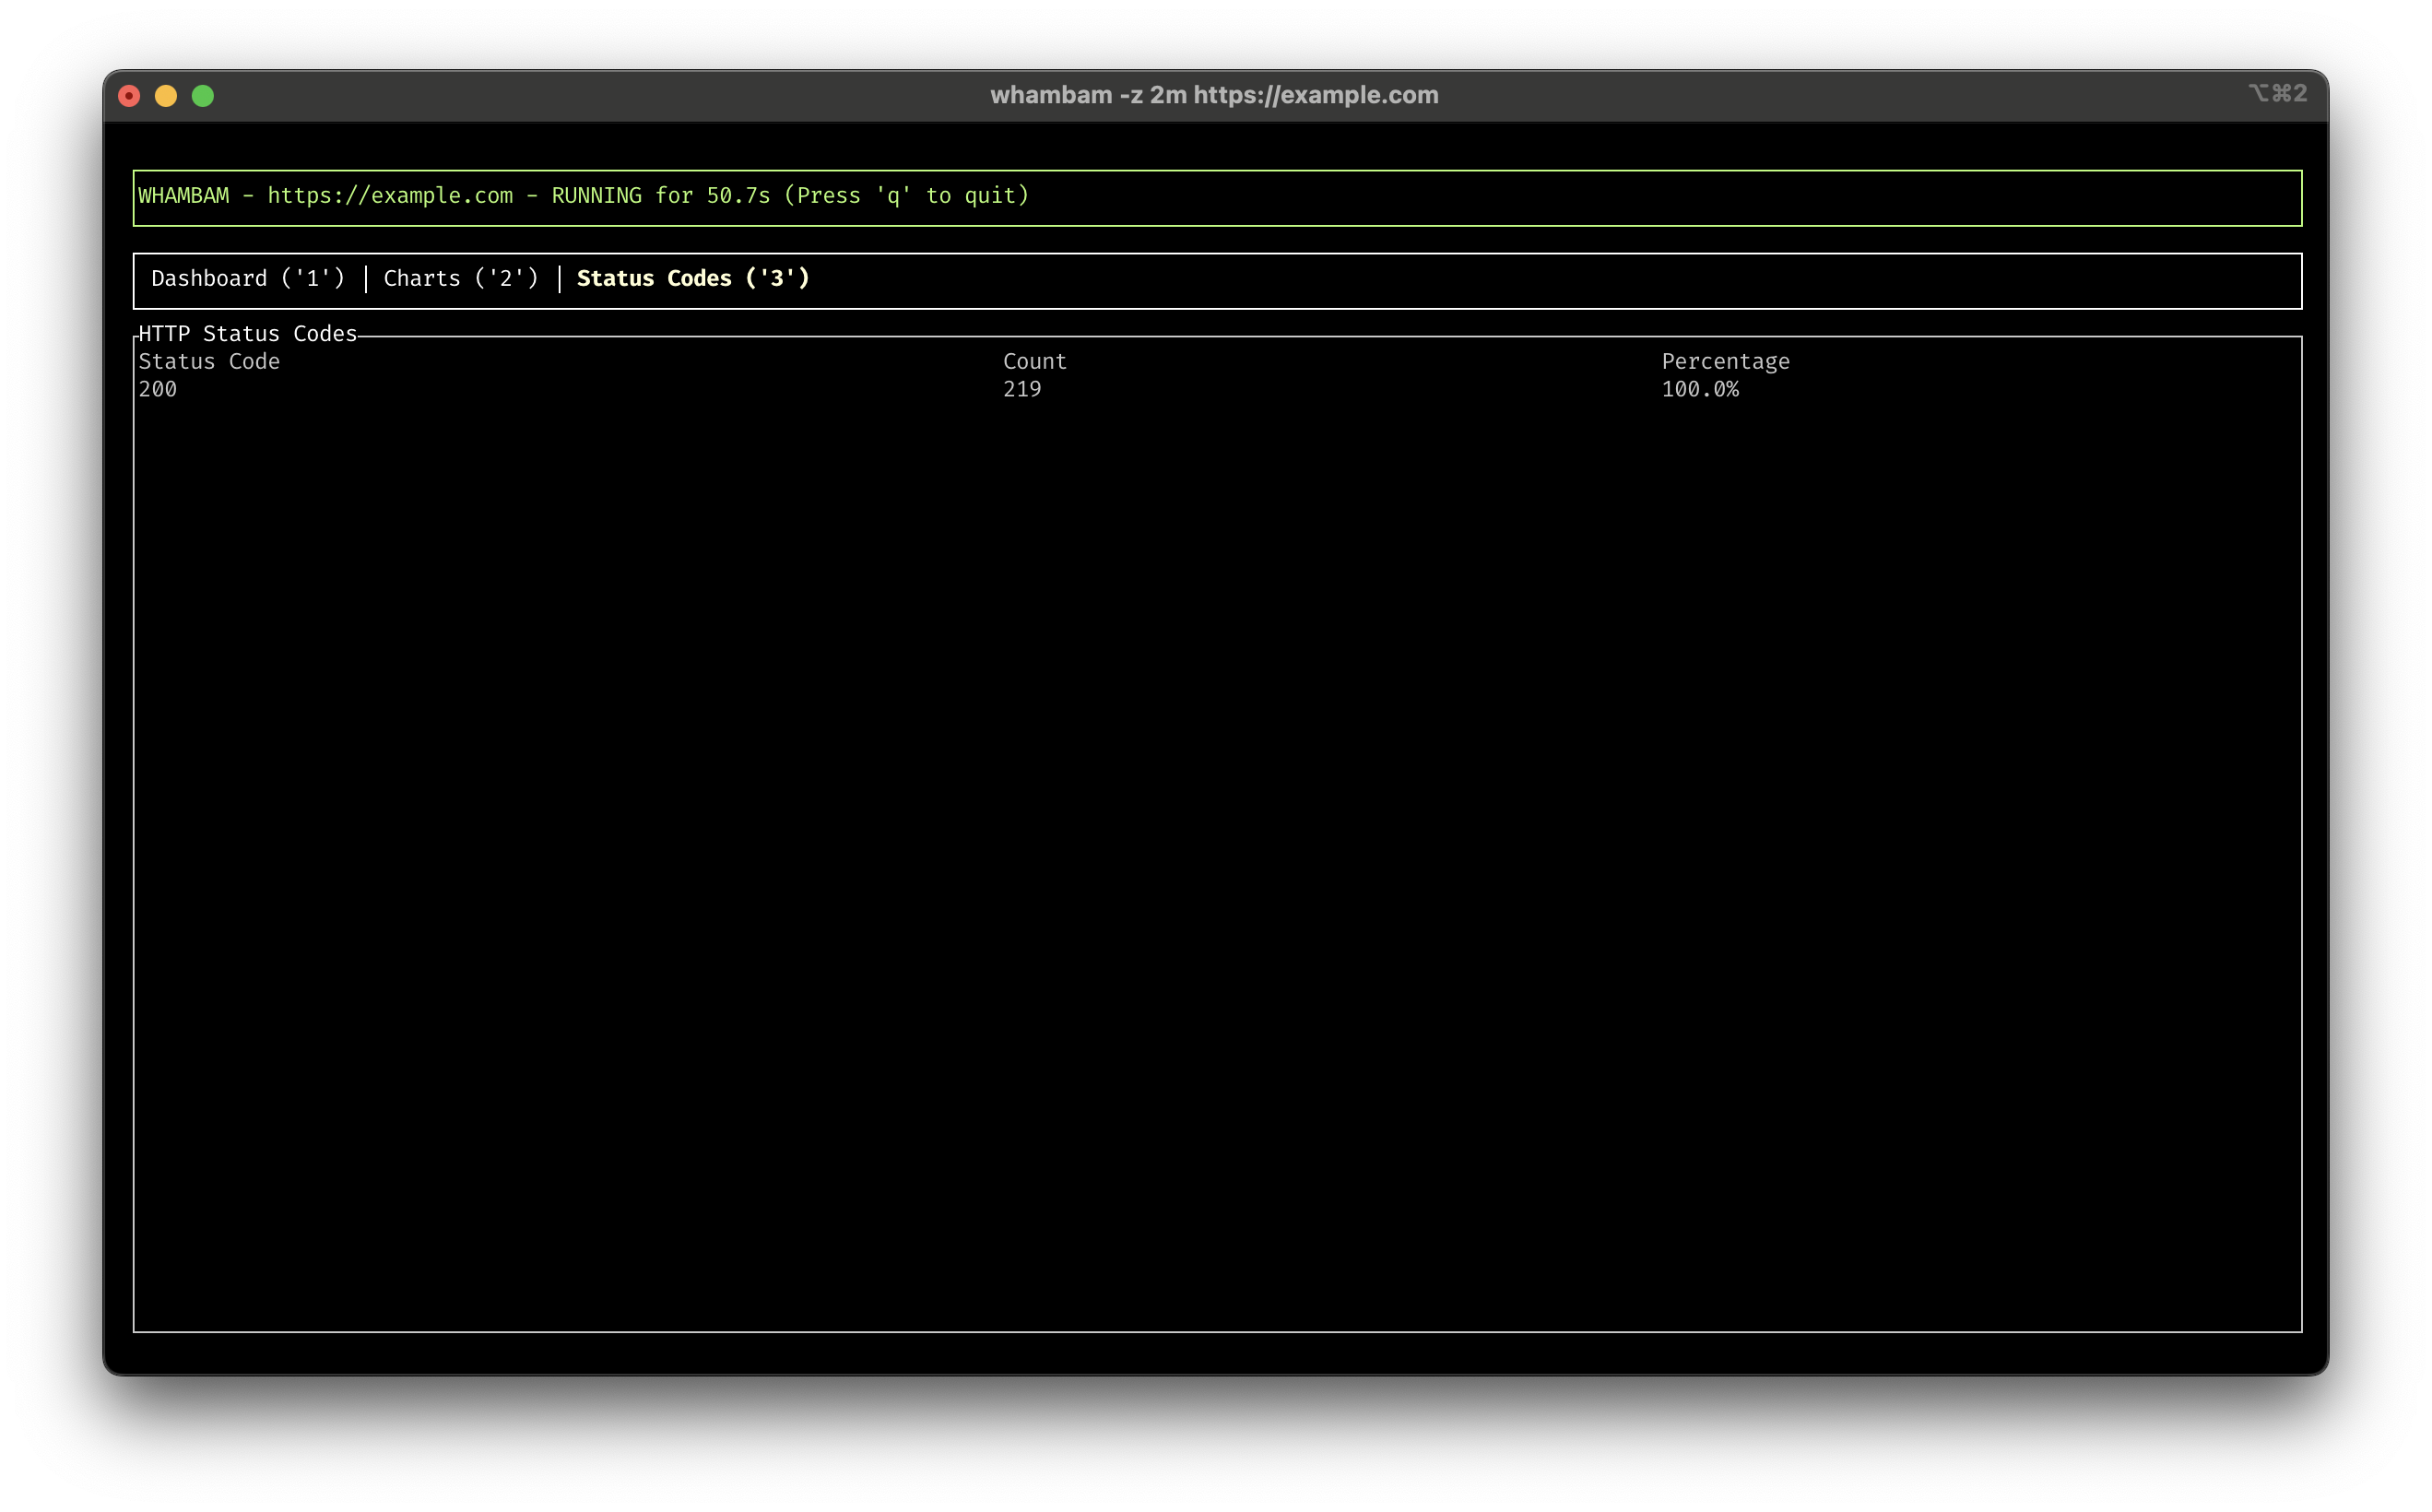 whambam -z 2m https://example.com
⌥⌘2
WHAMBAM - https://example.com - RUNNING for 50.7s (Press 'q' to quit)
Dashboard ('1') │ Charts ('2') │ Status Codes ('3')
HTTP Status Codes
Status Code Count Percentage
200 219 100.0%